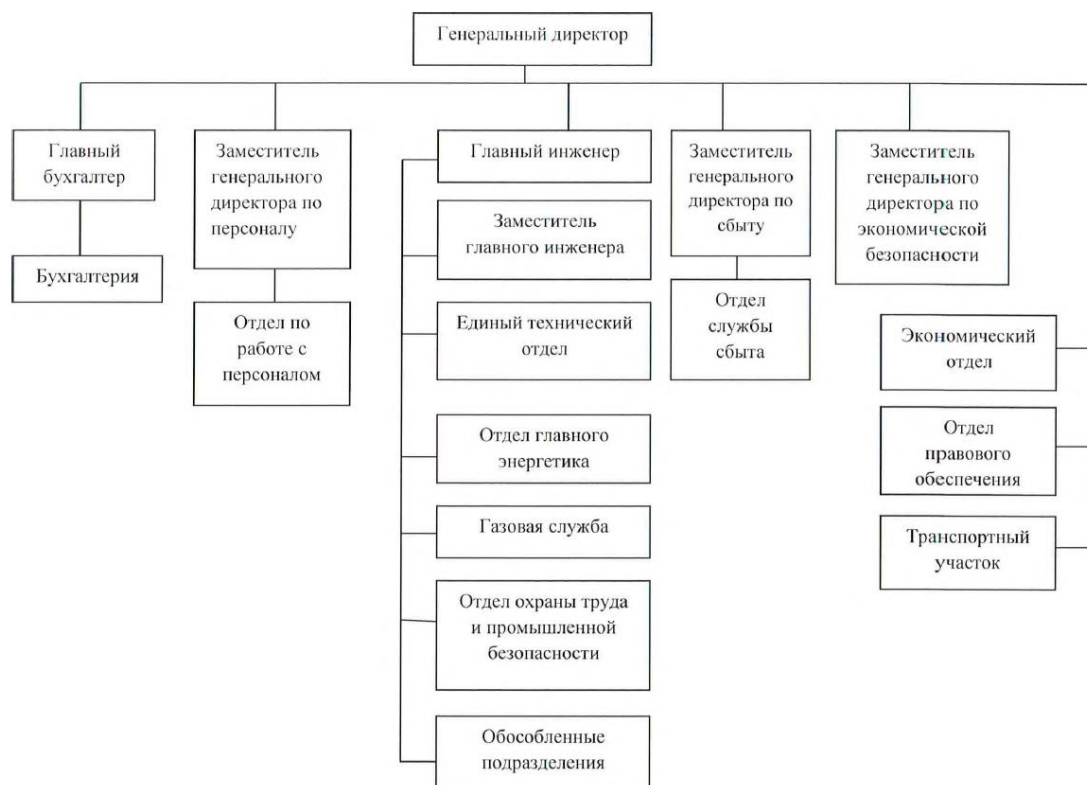 Генеральный директор
Главный
бухгалтер
Бухгалтерия
Заместитель
генерального
директора по
персоналу
Отдел по
работе с
персоналом
Главный инженер
Заместитель
главного инженера
Единый технический
отдел
Отдел главного
энергетика
Газовая служба
Отдел охраны труда
и промышленной
безопасности
Обособленные
подразделения
Заместитель
генерального
директора по
сбыту
Отдел
службы
сбыта
Заместитель
генерального
директора по
экономической
безопасности
Экономический
отдел
Отдел
правового
обеспечения
Транспортный
участок